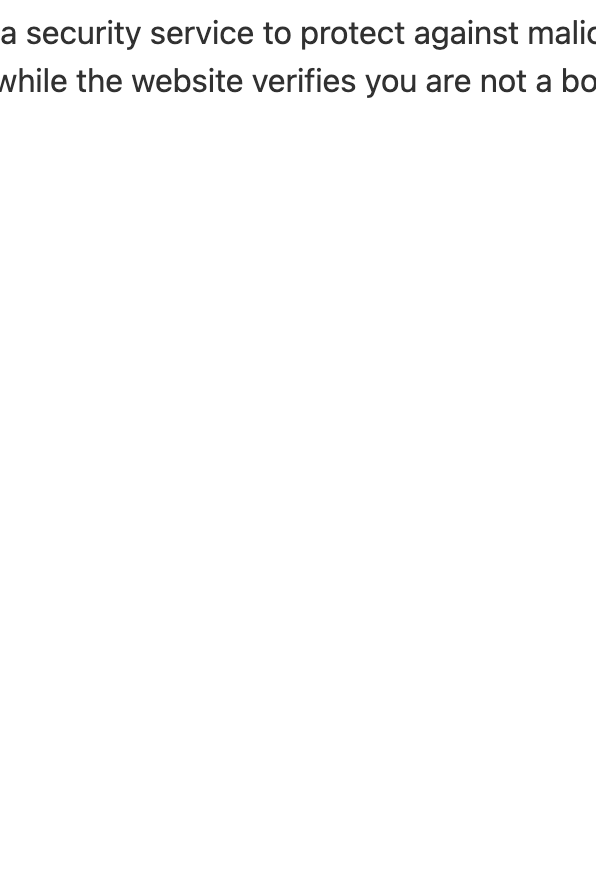 a security service to protect against malic
while the website verifies you are not a bo